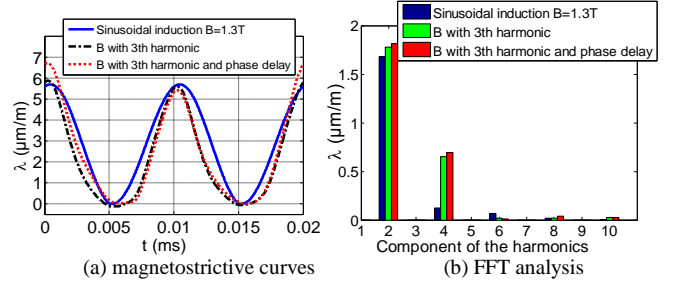 Sinusoidal induction B=1.3T
B with 3th harmonic
B with 3th harmonic and phase delay
λ (μm/m)
7
6
5
4
3
2
1
0
0 0.005 0.01 0.015 0.02
t (ms)
(a) magnetostrictive curves
Sinusoidal induction B=1.3T
B with 3th harmonic
B with 3th harmonic and phase delay
λ (μm/m)
2
1.5
1
0.5
0
1 2 3 4 5 6 7 8 9 10
Component of the harmonics
(b) FFT analysis